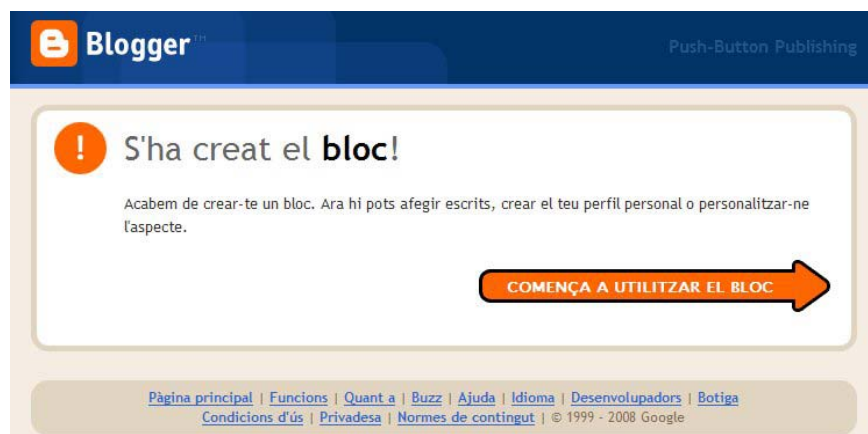 Blogger™
Push-Button Publishing
S'ha creat el bloc!
Acabem de crear-te un bloc. Ara hi pots afegir escrits, crear el teu perfil personal o personalitzar-ne
l'aspecte.
COMENÇA A UTILITZAR EL BLOC
Pàgina principal | Funcions | Quant a | Buzz | Ajuda | Idioma | Desenvolupadors | Botiga
Condicions d'ús | Privadesa | Normes de contingut | © 1999 - 2008 Google